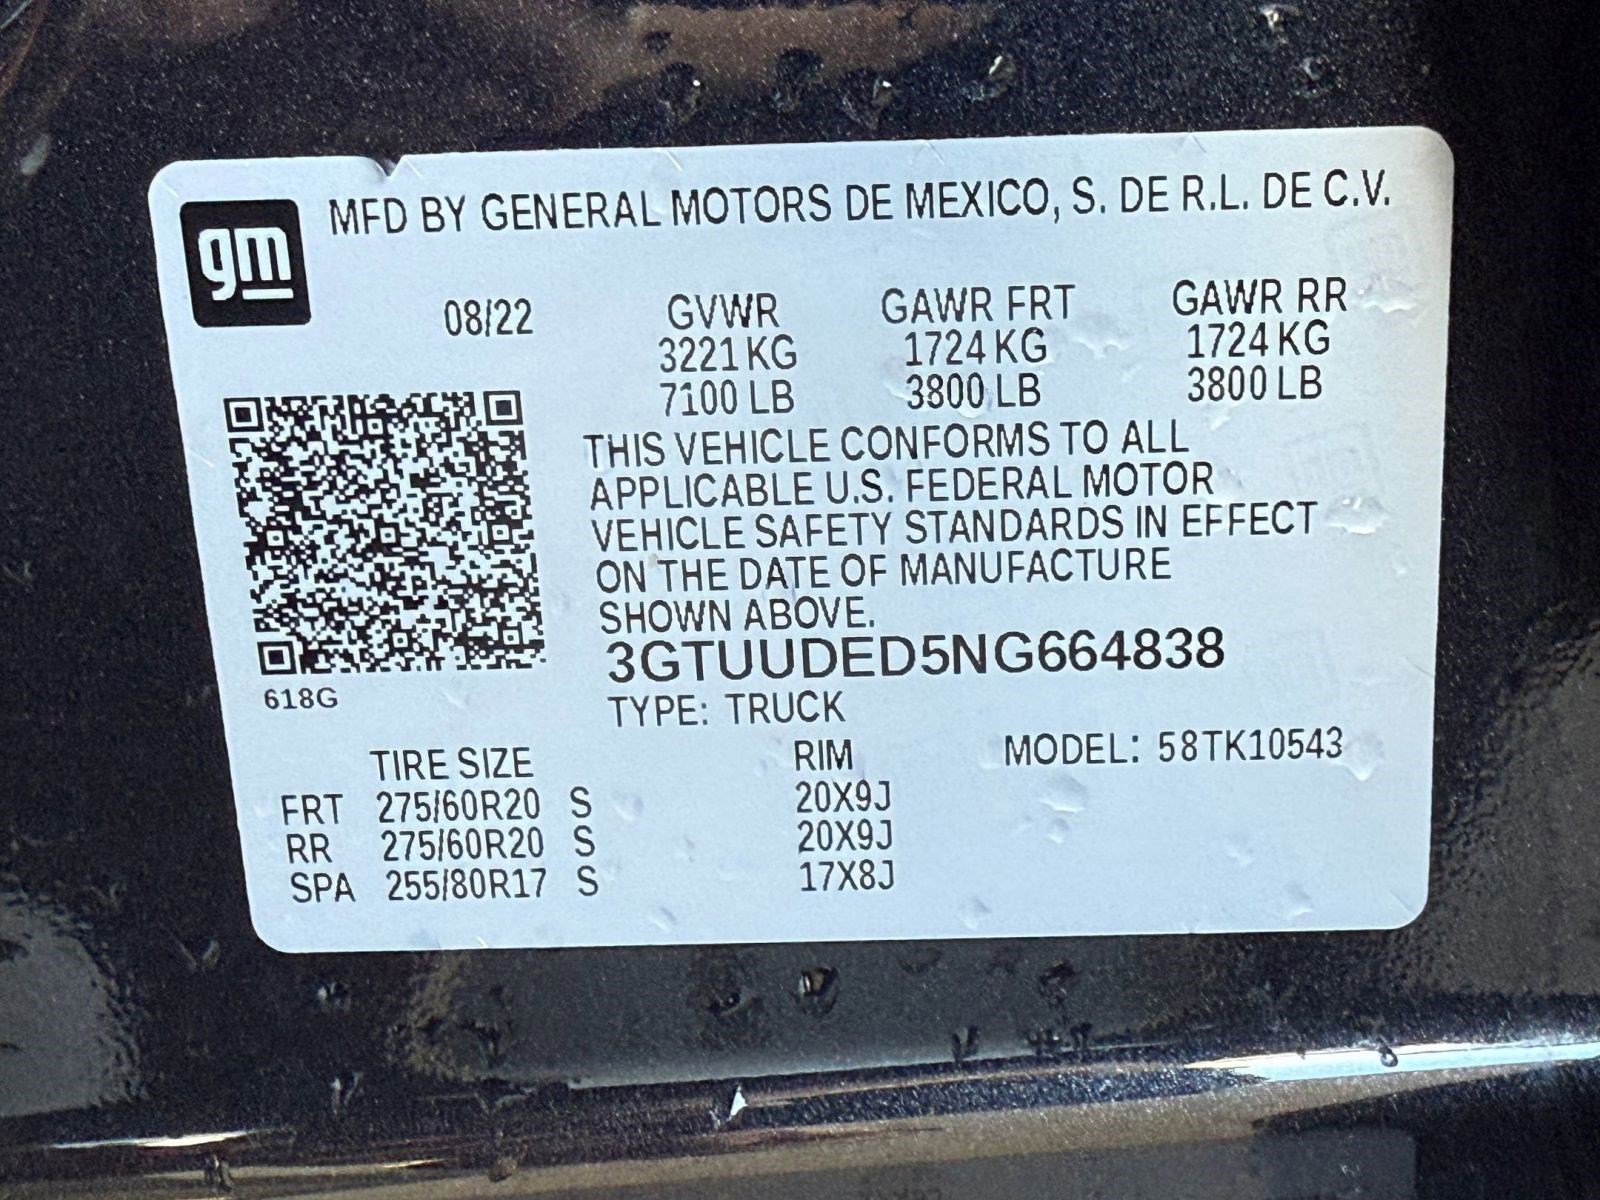 gm
MFD BY GENERAL MOTORS DE MEXICO, S. DE R.L. DE C.V.
08/22 GVWR GAWR FRT GAWR RR
3221 KG 1724 KG 1724 KG
7100 LB 3800 LB 3800 LB
THIS VEHICLE CONFORMS TO ALL
APPLICABLE U.S. FEDERAL MOTOR
VEHICLE SAFETY STANDARDS IN EFFECT
ON THE DATE OF MANUFACTURE
SHOWN ABOVE.
3GTUUDED5NG664838
618G
TYPE: TRUCK
TIRE SIZE RIM MODEL: 58TK10543
FRT 275/60R20 S 20X9J
RR 275/60R20 S 20X9J
SPA 255/80R17 S 17X8J